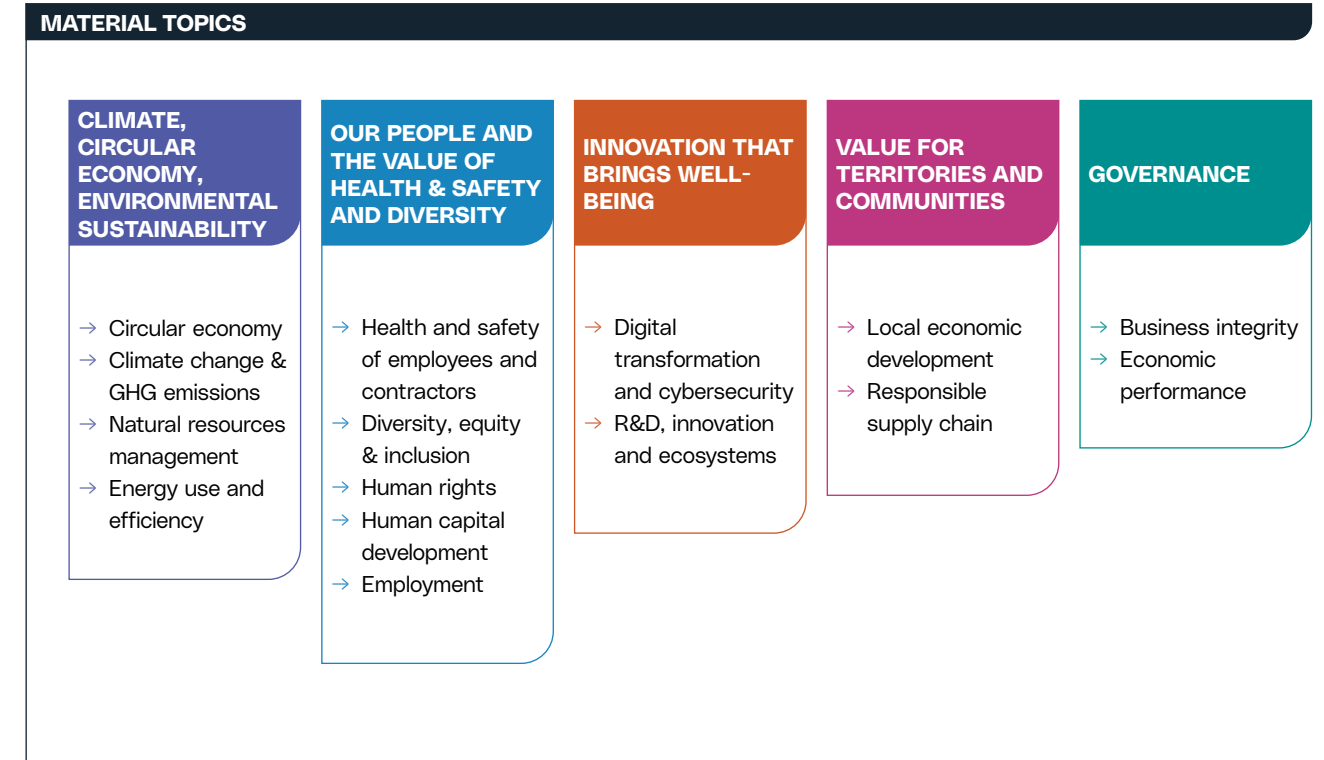 MATERIAL TOPICS
CLIMATE,
CIRCULAR
ECONOMY,
ENVIRONMENTAL
SUSTAINABILITY
→ Circular economy
→ Climate change &
GHG emissions
→ Natural resources
management
→ Energy use and
efficiency
OUR PEOPLE AND
THE VALUE OF
HEALTH & SAFETY
AND DIVERSITY
→ Health and safety
of employees and
contractors
→ Diversity, equity
& inclusion
→ Human rights
→ Human capital
development
→ Employment
INNOVATION THAT
BRINGS WELL-
BEING
→ Digital
transformation
and cybersecurity
→ R&D, innovation
and ecosystems
VALUE FOR
TERRITORIES AND
COMMUNITIES
→ Local economic
development
→ Responsible
supply chain
GOVERNANCE
→ Business integrity
→ Economic
performance